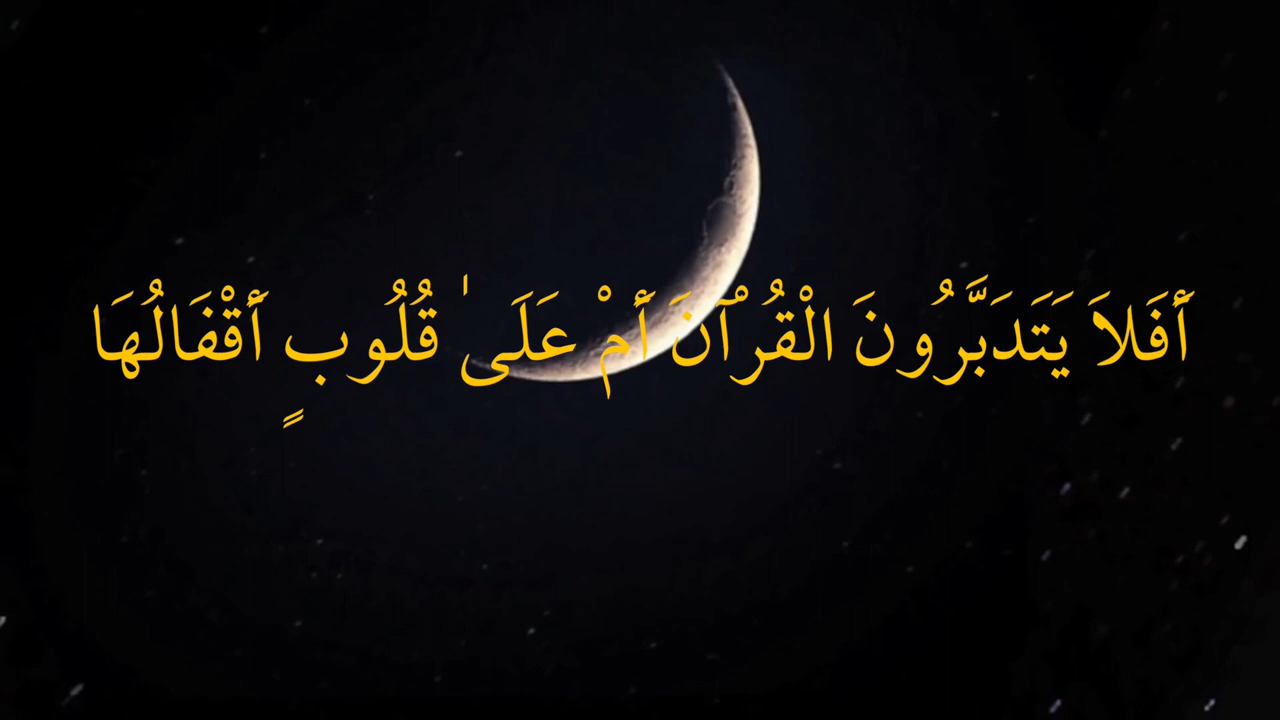 أَفَلاَ يَتَدَبَّرُونَ الْقُرْآنَ أَمْ عَلَىٰ قُلُوبٍ أَقْفَالُهَا